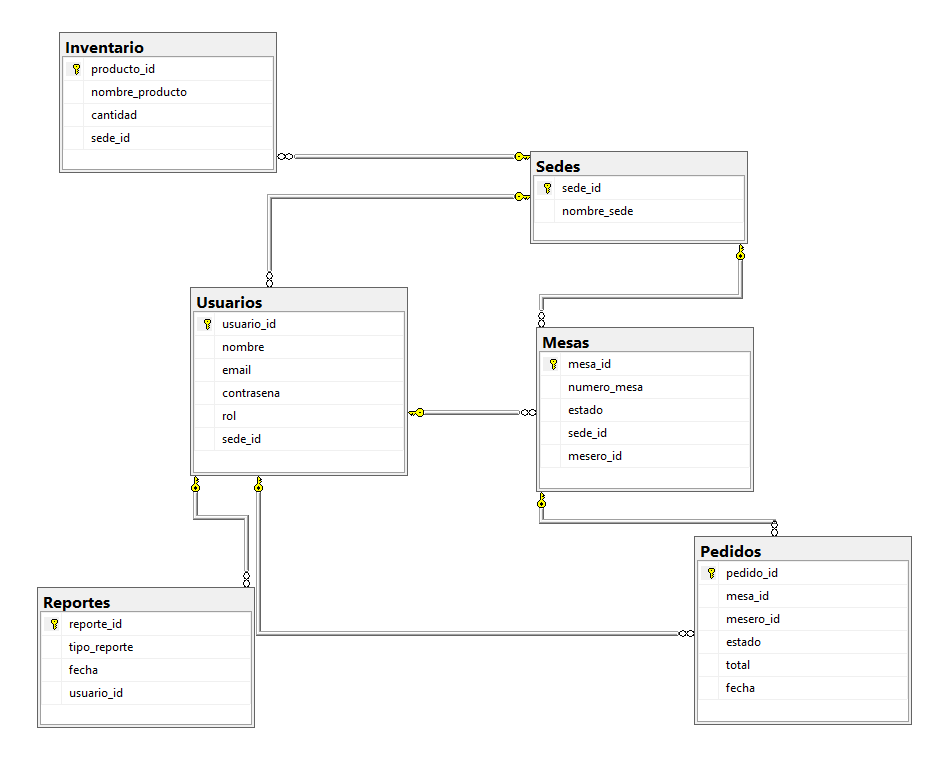 Inventario
producto_id
nombre_producto
cantidad
sede_id
Sedes
sede_id
nombre_sede
Usuarios
usuario_id
nombre
email
contrasena
rol
sede_id
Mesas
mesa_id
numero_mesa
estado
sede_id
mesero_id
Pedidos
pedido_id
mesa_id
mesero_id
estado
total
fecha
Reportes
reporte_id
tipo_reporte
fecha
usuario_id